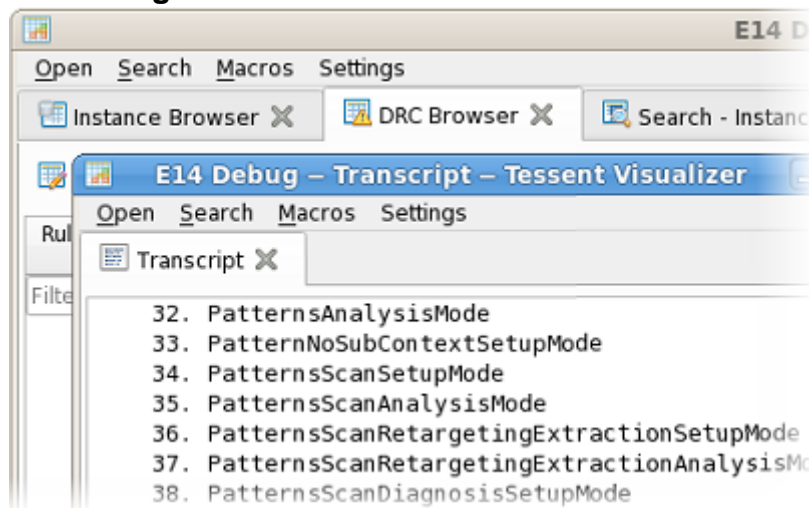 E14 D
Open Search Macros Settings
Instance Browser DRC Browser Search - Instanc
E14 Debug – Transcript – Tessent Visualizer
Open Search Macros Settings
Rul
Transcript
Filte
32. PatternsAnalysisMode
33. PatternNoSubContextSetupMode
34. PatternsScanSetupMode
35. PatternsScanAnalysisMode
36. PatternsScanRetargetingExtractionSetupMode
37. PatternsScanRetargetingExtractionAnalysisMo
38. PatternsScanDiagnosisSetupMode